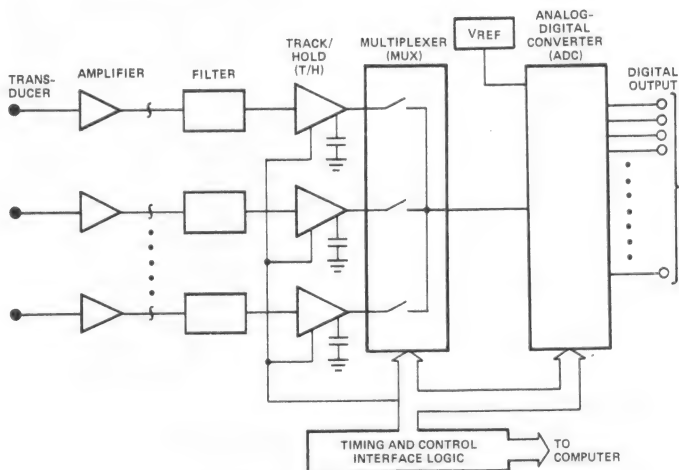 TRANS-
DUCER
AMPLIFIER
FILTER
TRACK/
HOLD
(T/H)
MULTIPLEXER
(MUX)
VREF
ANALOG-
DIGITAL
CONVERTER
(ADC)
DIGITAL
OUTPUT
TIMING AND CONTROL
INTERFACE LOGIC
TO
COMPUTER